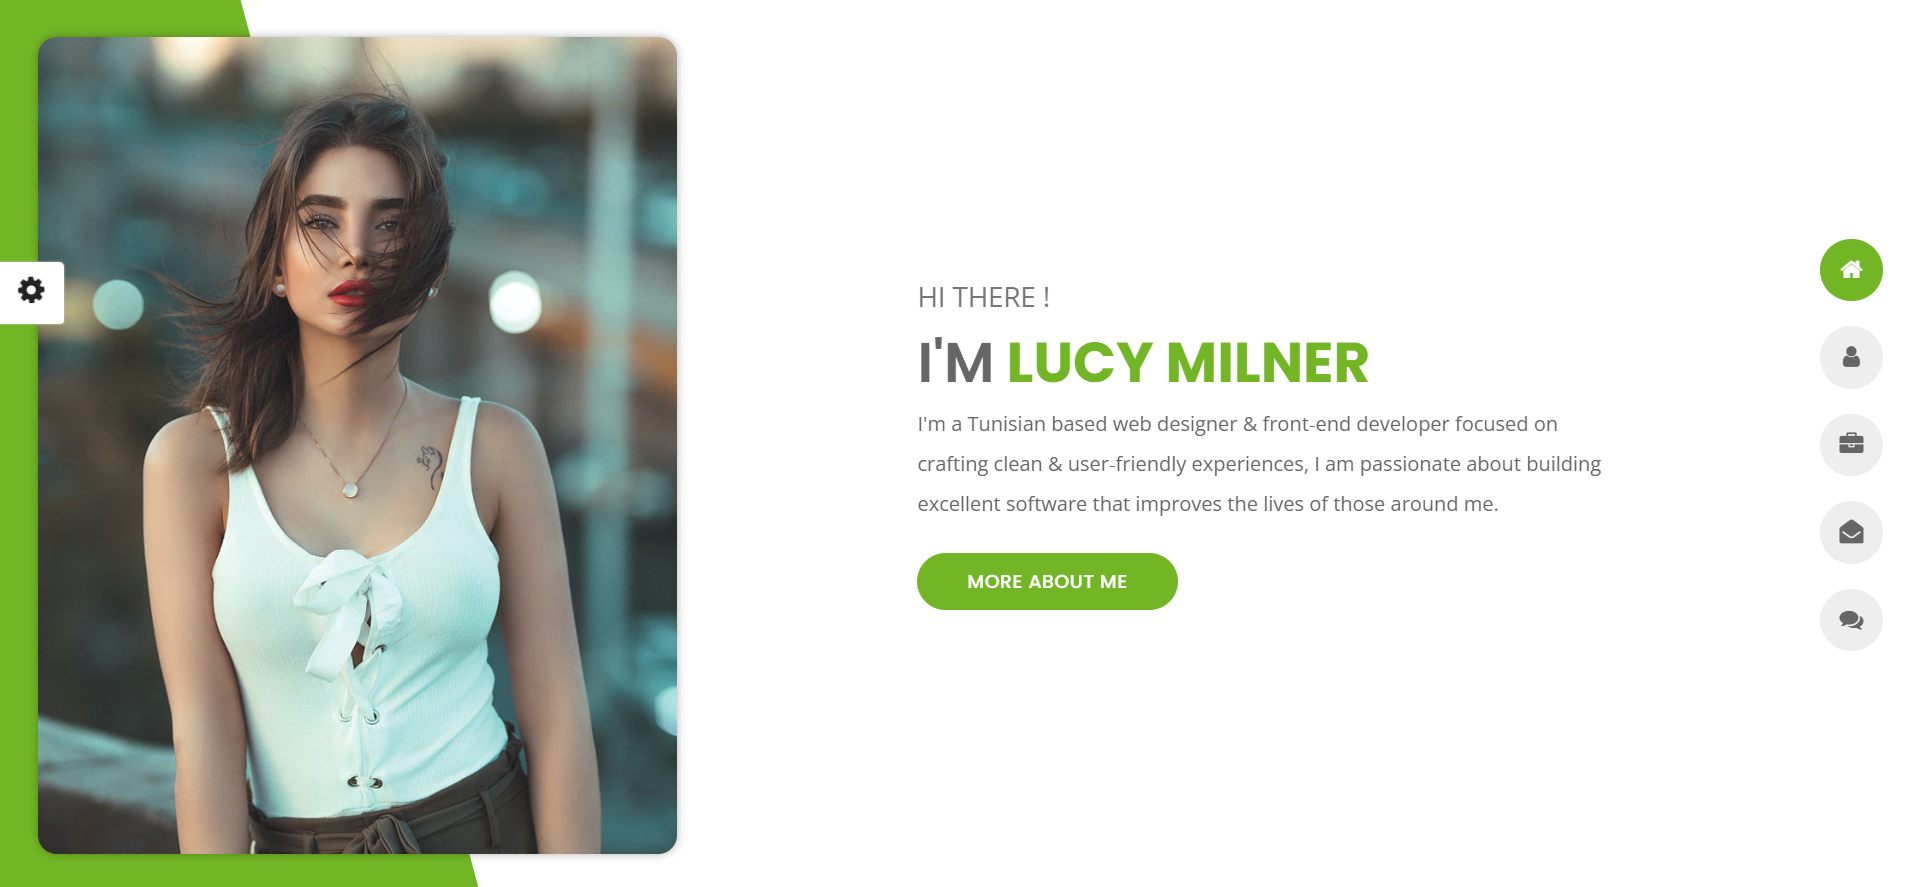 HI THERE !
I'M LUCY MILNER
I'm a Tunisian based web designer & front-end developer focused on
crafting clean & user-friendly experiences, I am passionate about building
excellent software that improves the lives of those around me.
MORE ABOUT ME